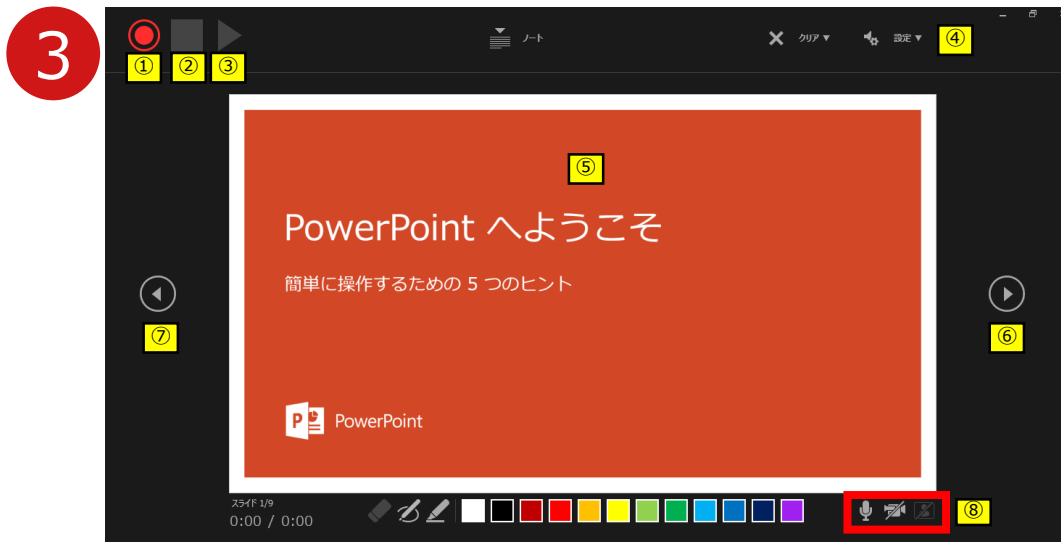 3
① ② ③
ノート
クリア ▼
設定 ▼
④
⑤
PowerPoint へようこそ
簡単に操作するための 5 つのヒント
⑦
⑥
P
PowerPoint
スライド 1/9
0:00 / 0:00
⑧